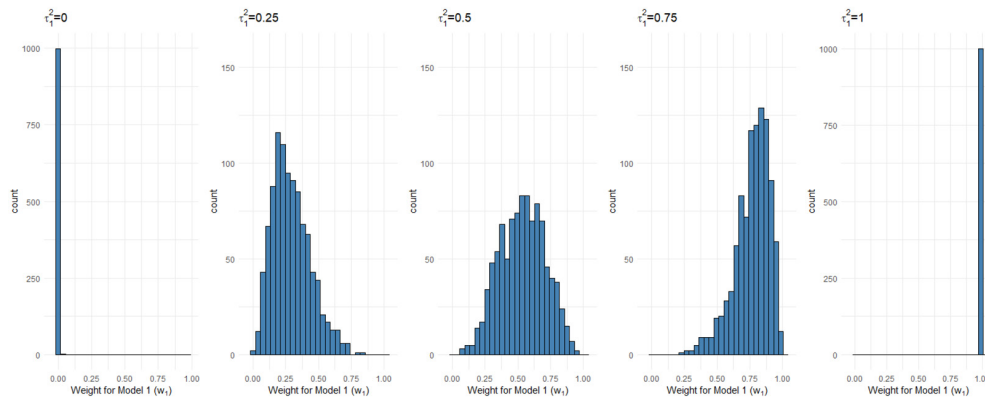 τ₁²=0
1000
750
500
250
0
count
0.00 0.25 0.50 0.75 1.00
Weight for Model 1 (w₁)
τ₁²=0.25
150
100
50
0
count
0.00 0.25 0.50 0.75 1.00
Weight for Model 1 (w₁)
τ₁²=0.5
150
100
50
0
count
0.00 0.25 0.50 0.75 1.00
Weight for Model 1 (w₁)
τ₁²=0.75
150
100
50
0
count
0.00 0.25 0.50 0.75 1.00
Weight for Model 1 (w₁)
τ₁²=1
1000
750
500
250
0
count
0.00 0.25 0.50 0.75 1.0
Weight for Model 1 (w₁)